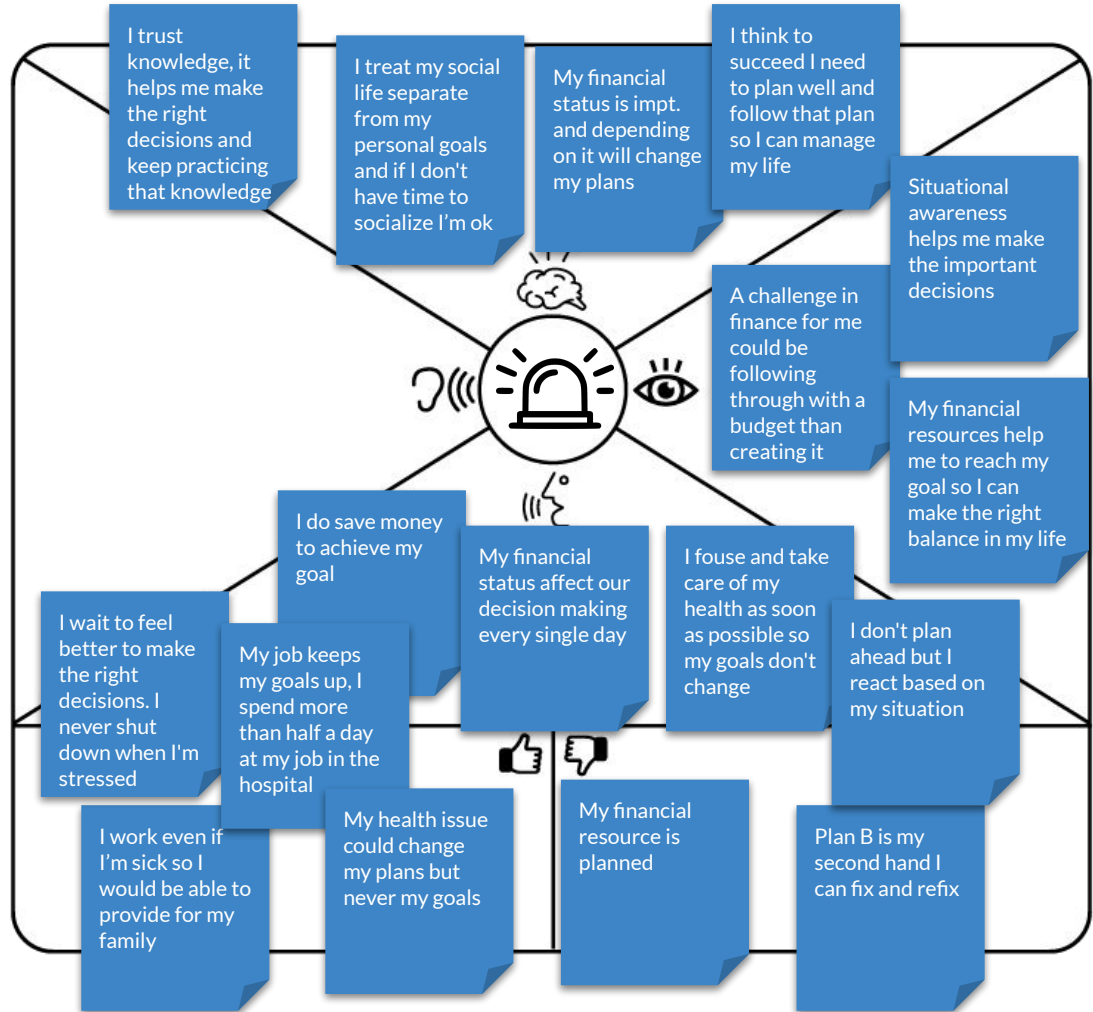 I trust
knowledge, it
helps me make
the right
decisions and
keep practicing
that knowledge
I treat my social
life separate
from my
personal goals
and if I don't
have time to
socialize I'm ok
My financial
status is impt.
and depending
on it will change
my plans
I think to
succeed I need
to plan well and
follow that plan
so I can manage
my life
Situational
awareness
helps me make
the important
decisions
A challenge in
finance for me
could be
following
through with a
budget than
creating it
My financial
resources help
me to reach my
goal so I can
make the right
balance in my life
I do save money
to achieve my
goal
My financial
status affect our
decision making
every single day
I fouse and take
care of my
health as soon
as possible so
my goals don't
change
I don't plan
ahead but I
react based on
my situation
I wait to feel
better to make
the right
decisions. I
never shut
down when I'm
stressed
My job keeps
my goals up, I
spend more
than half a day
at my job in the
hospital
I work even if
I'm sick so I
would be able to
provide for my
family
My health issue
could change
my plans but
never my goals
My financial
resource is
planned
Plan B is my
second hand I
can fix and refix